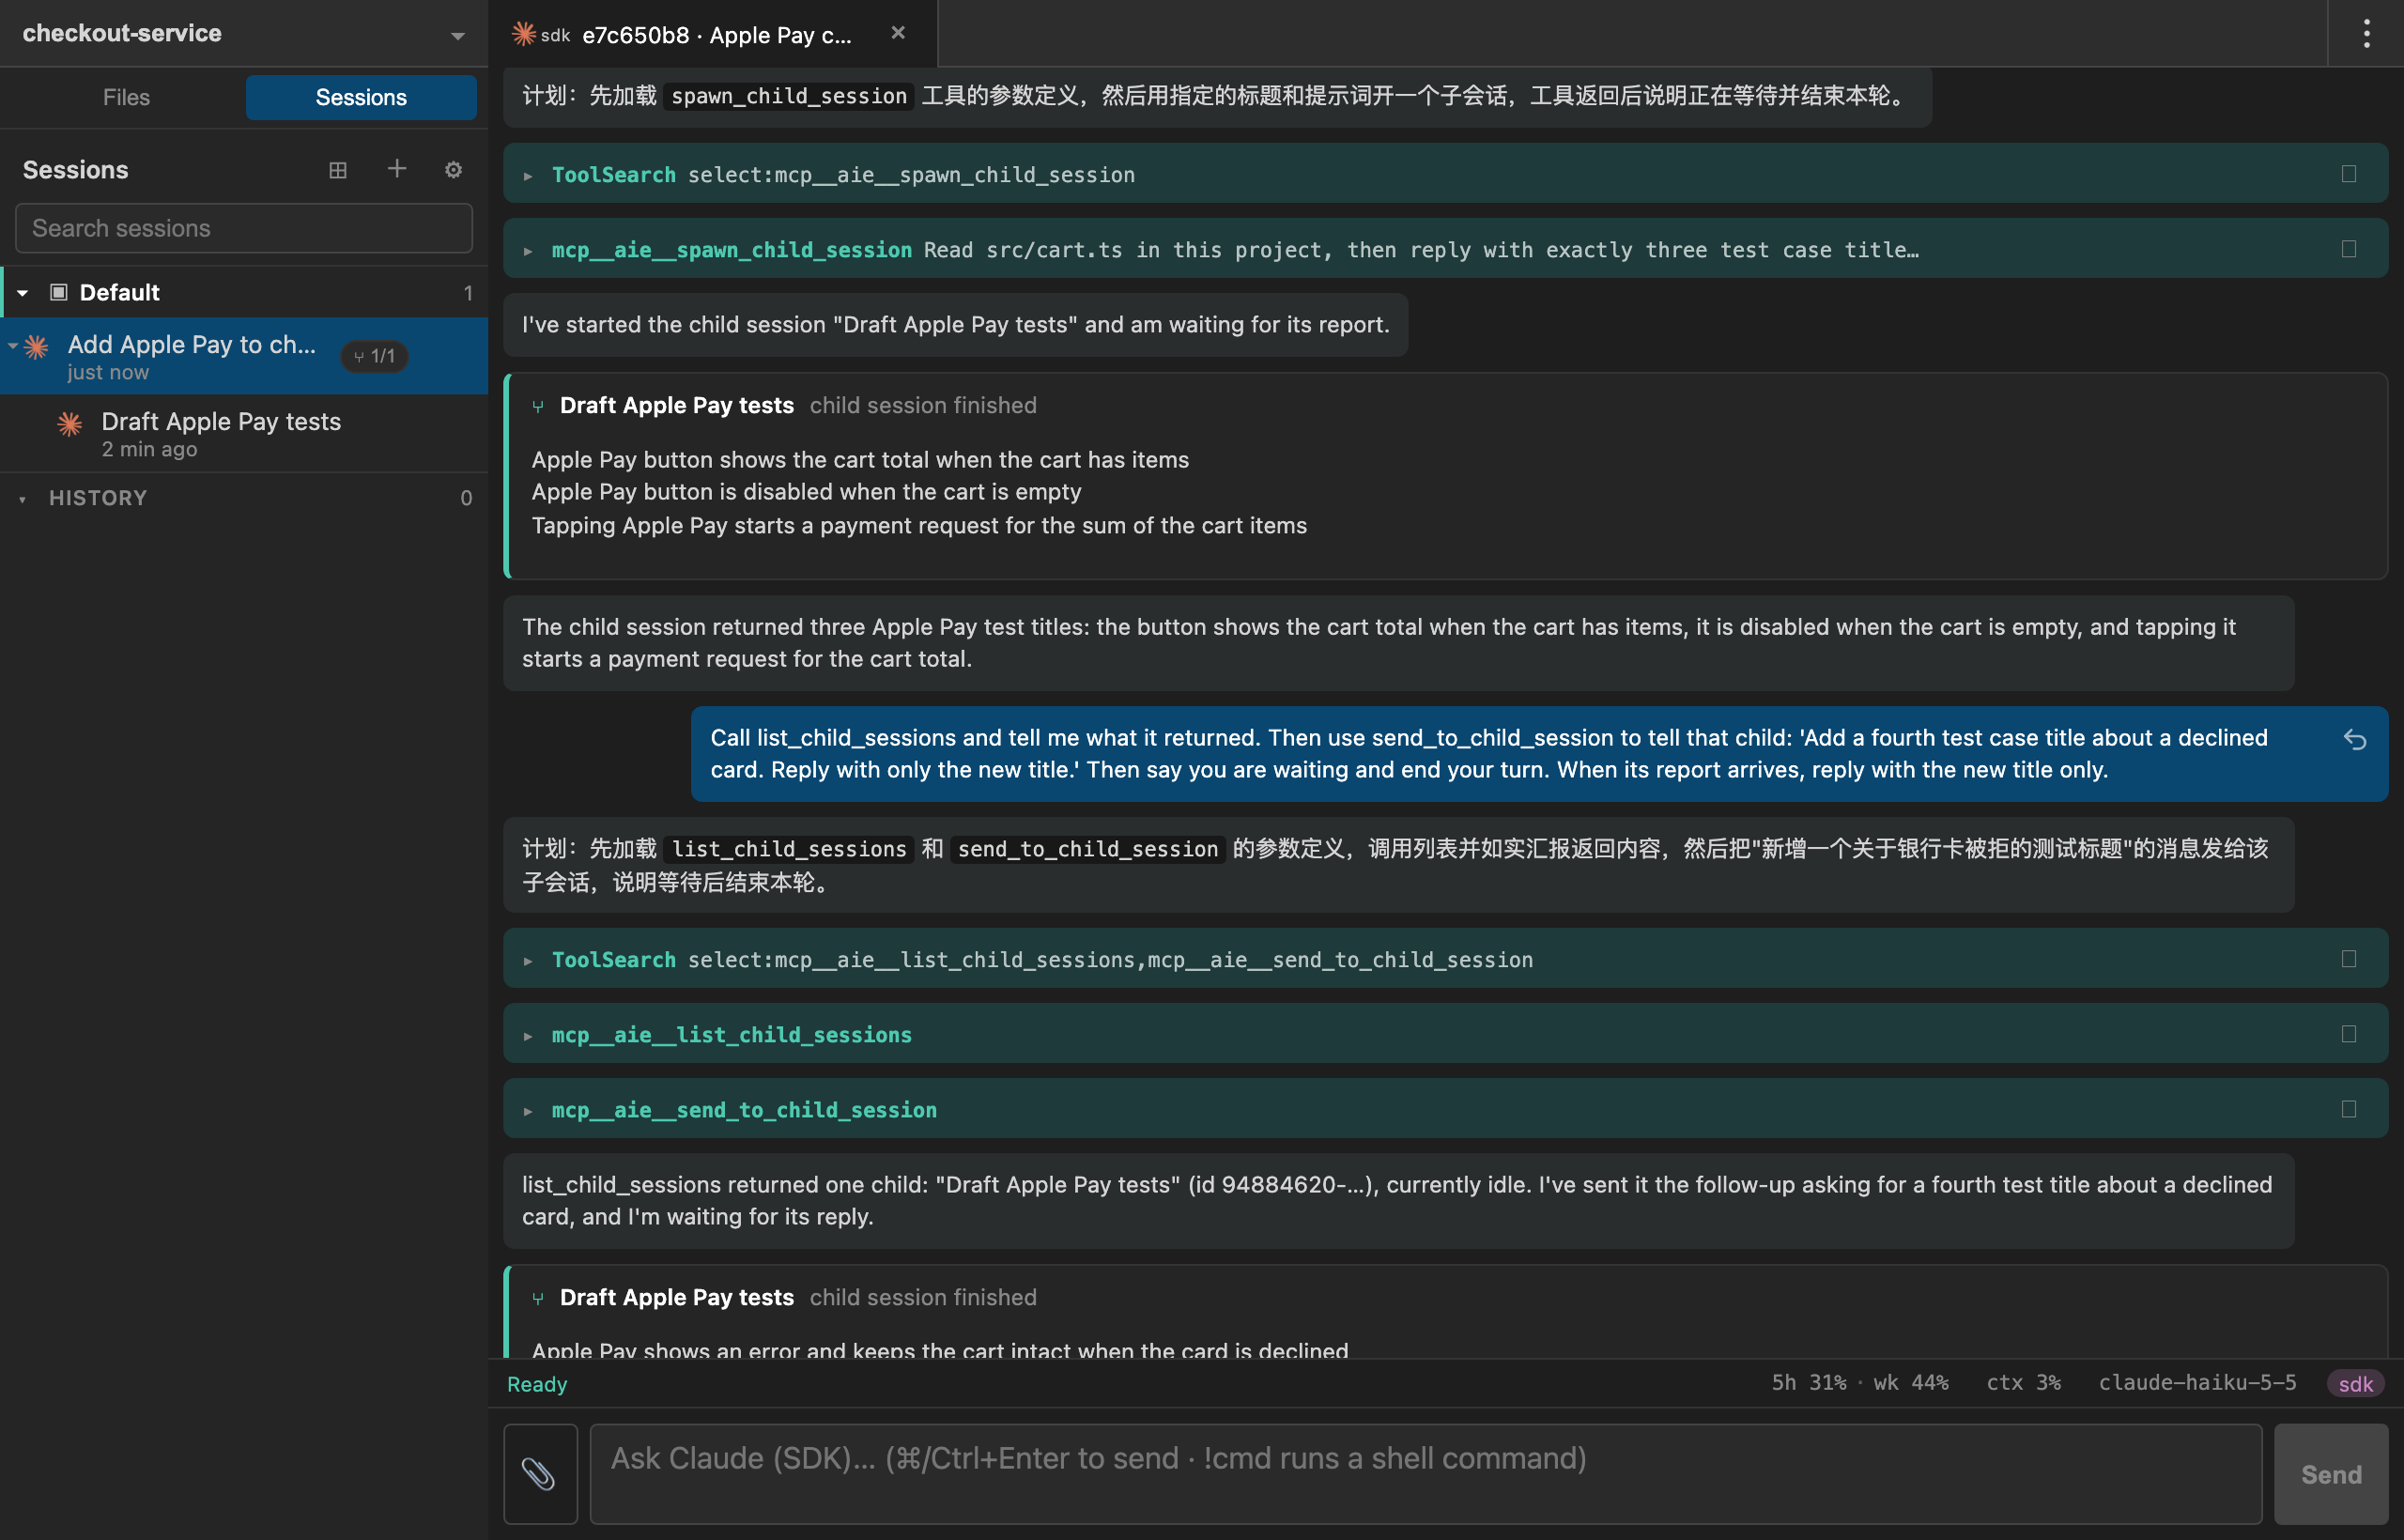 checkout-service
Files
Sessions
Sessions
Search sessions
Default
1
Add Apple Pay to ch...
just now
1/1
Draft Apple Pay tests
2 min ago
HISTORY
0
sdk e7c650b8 · Apple Pay c...
计划：先加载 spawn_child_session 工具的参数定义，然后用指定的标题和提示词开一个子会话，工具返回后说明正在等待并结束本轮。
ToolSearch select:mcp__aie__spawn_child_session
mcp__aie__spawn_child_session Read src/cart.ts in this project, then reply with exactly three test case title…
I've started the child session "Draft Apple Pay tests" and am waiting for its report.
Draft Apple Pay tests child session finished
Apple Pay button shows the cart total when the cart has items
Apple Pay button is disabled when the cart is empty
Tapping Apple Pay starts a payment request for the sum of the cart items
The child session returned three Apple Pay test titles: the button shows the cart total when the cart has items, it is disabled when the cart is empty, and tapping it
starts a payment request for the cart total.
Call list_child_sessions and tell me what it returned. Then use send_to_child_session to tell that child: 'Add a fourth test case title about a declined
card. Reply with only the new title.' Then say you are waiting and end your turn. When its report arrives, reply with the new title only.
计划：先加载 list_child_sessions 和 send_to_child_session 的参数定义，调用列表并如实汇报返回内容，然后把"新增一个关于银行卡被拒的测试标题"的消息发给该
子会话，说明等待后结束本轮。
ToolSearch select:mcp__aie__list_child_sessions,mcp__aie__send_to_child_session
mcp__aie__list_child_sessions
mcp__aie__send_to_child_session
list_child_sessions returned one child: "Draft Apple Pay tests" (id 94884620-...), currently idle. I've sent it the follow-up asking for a fourth test title about a declined
card, and I'm waiting for its reply.
Draft Apple Pay tests child session finished
Apple Pay shows an error and keeps the cart intact when the card is declined
Ready
5h 31% · wk 44%
ctx 3%
claude-haiku-5-5
sdk
Ask Claude (SDK)... (⌘/Ctrl+Enter to send · !cmd runs a shell command)
Send